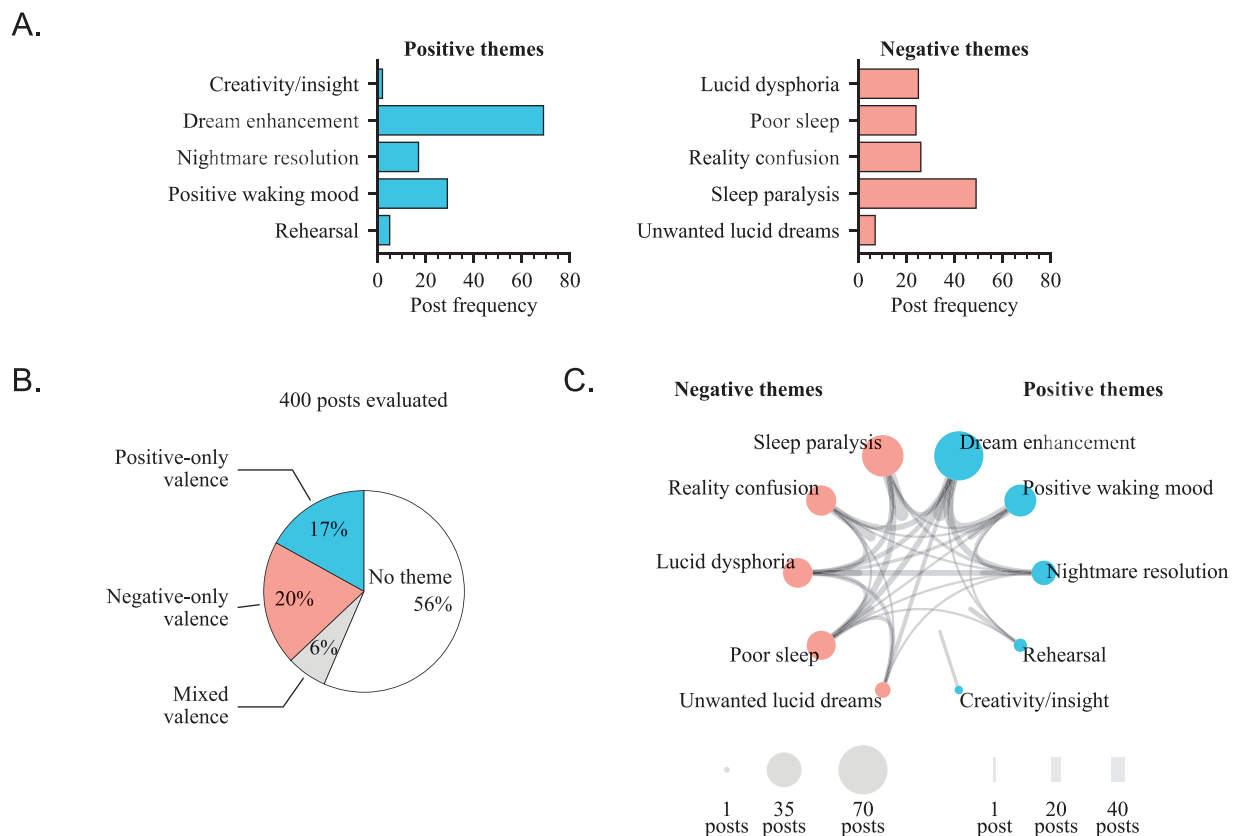 A.
Positive themes
Creativity/insight
Dream enhancement
Nightmare resolution
Positive waking mood
Rehearsal
0 20 40 60 80
Post frequency
Negative themes
Lucid dysphoria
Poor sleep
Reality confusion
Sleep paralysis
Unwanted lucid dreams
0 20 40 60 80
Post frequency
B.
400 posts evaluated
Positive-only
valence
17%
No theme
56%
Negative-only
valence
20%
6%
Mixed
valence
C.
Negative themes Positive themes
Sleep paralysis Dream enhancement
Reality confusion Positive waking mood
Lucid dysphoria Nightmare resolution
Poor sleep Rehearsal
Unwanted lucid dreams Creativity/insight
1 35 70 1 20 40
posts posts posts post posts posts